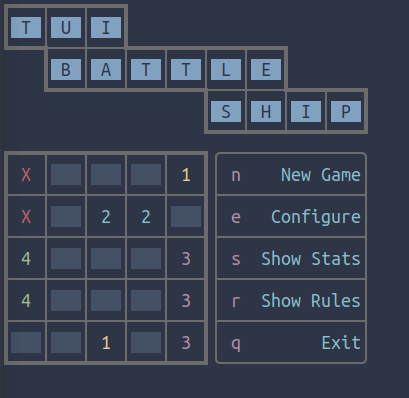 T U I
B A T T L E
S H I P
X 1 n New Game
X 2 2 e Configure
4 3 s Show Stats
4 3 r Show Rules
1 3 q Exit